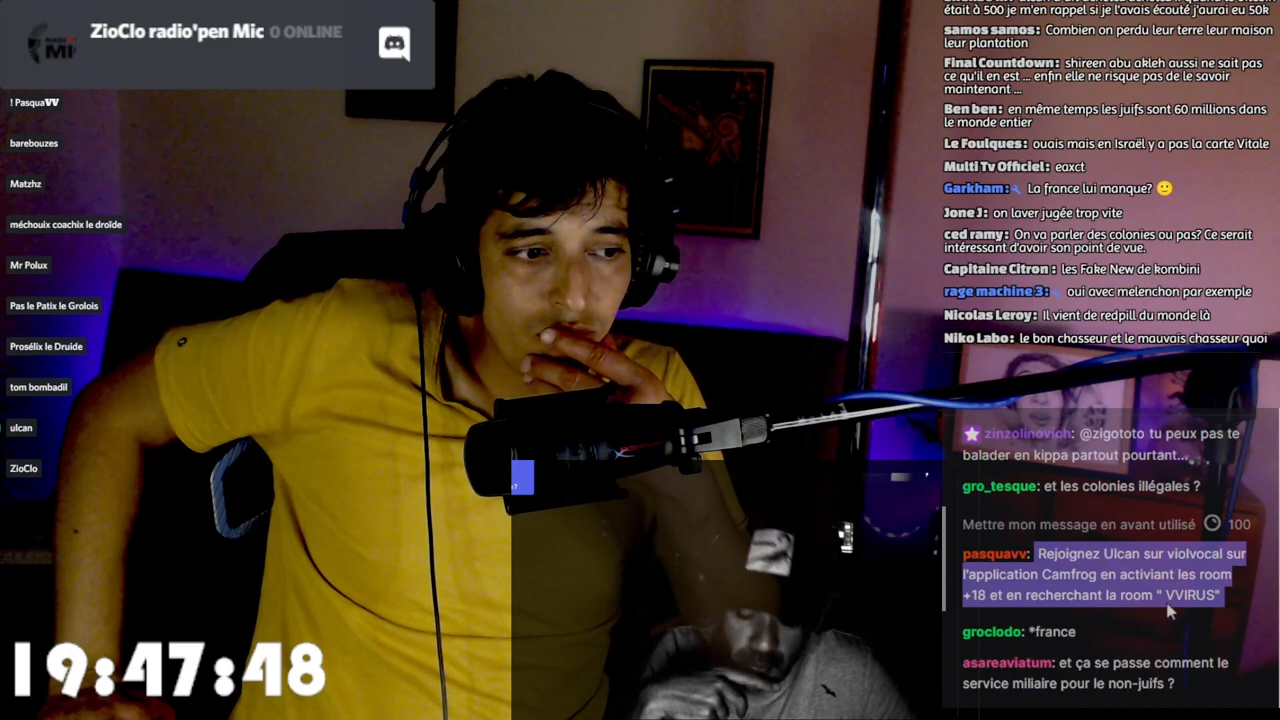 ZioClo radio'pen Mic 0 ONLINE
MI
! PasquaVV
barebouzes
Matzhz
méchouix coachix le droïde
Mr Polux
Pas le Patix le Grolois
Prosélix le Druide
tom bombadil
ulcan
ZioClo
19:47:48
était à 500 je m'en rappel si je l'avais écouté j'aurai eu 50k
samos samos: Combien on perdu leur terre leur maison
leur plantation
Final Countdown: shireen abu akleh aussi ne sait pas
ce qu'il en est ... enfin elle ne risque pas de le savoir
maintenant ...
Ben ben: en même temps les juifs sont 60 millions dans
le monde entier
Le Foulques: ouais mais en Israël y a pas la carte Vitale
Multi Tv Officiel: eaxct
Garkham: La france lui manque? 🙂
Jone J: on laver jugée trop vite
ced ramy: On va parler des colonies ou pas? Ce serait
intérestant d'avoir son point de vue.
Capitaine Citron: les Fake New de kombini
rage machine 3: oui avec melenchon par exemple
Nicolas Leroy: Il vient de redpill du monde là
Niko Labo: le bon chasseur et le mauvais chasseur quoi
zinzolinovich: @zigototo tu peux pas te
balader en kippa partout pourtant...
gro_tesque: et les colonies illégales ?
Mettre mon message en avant utilisé 100
pasquavv: Rejoignez Ulcan sur violvocal sur
l'application Camfrog en activiant les room
+18 et en recherchant la room " VVIRUS"
groclodo: *france
asareaviatum: et ça se passe comment le
service miliaire pour le non-juifs ?